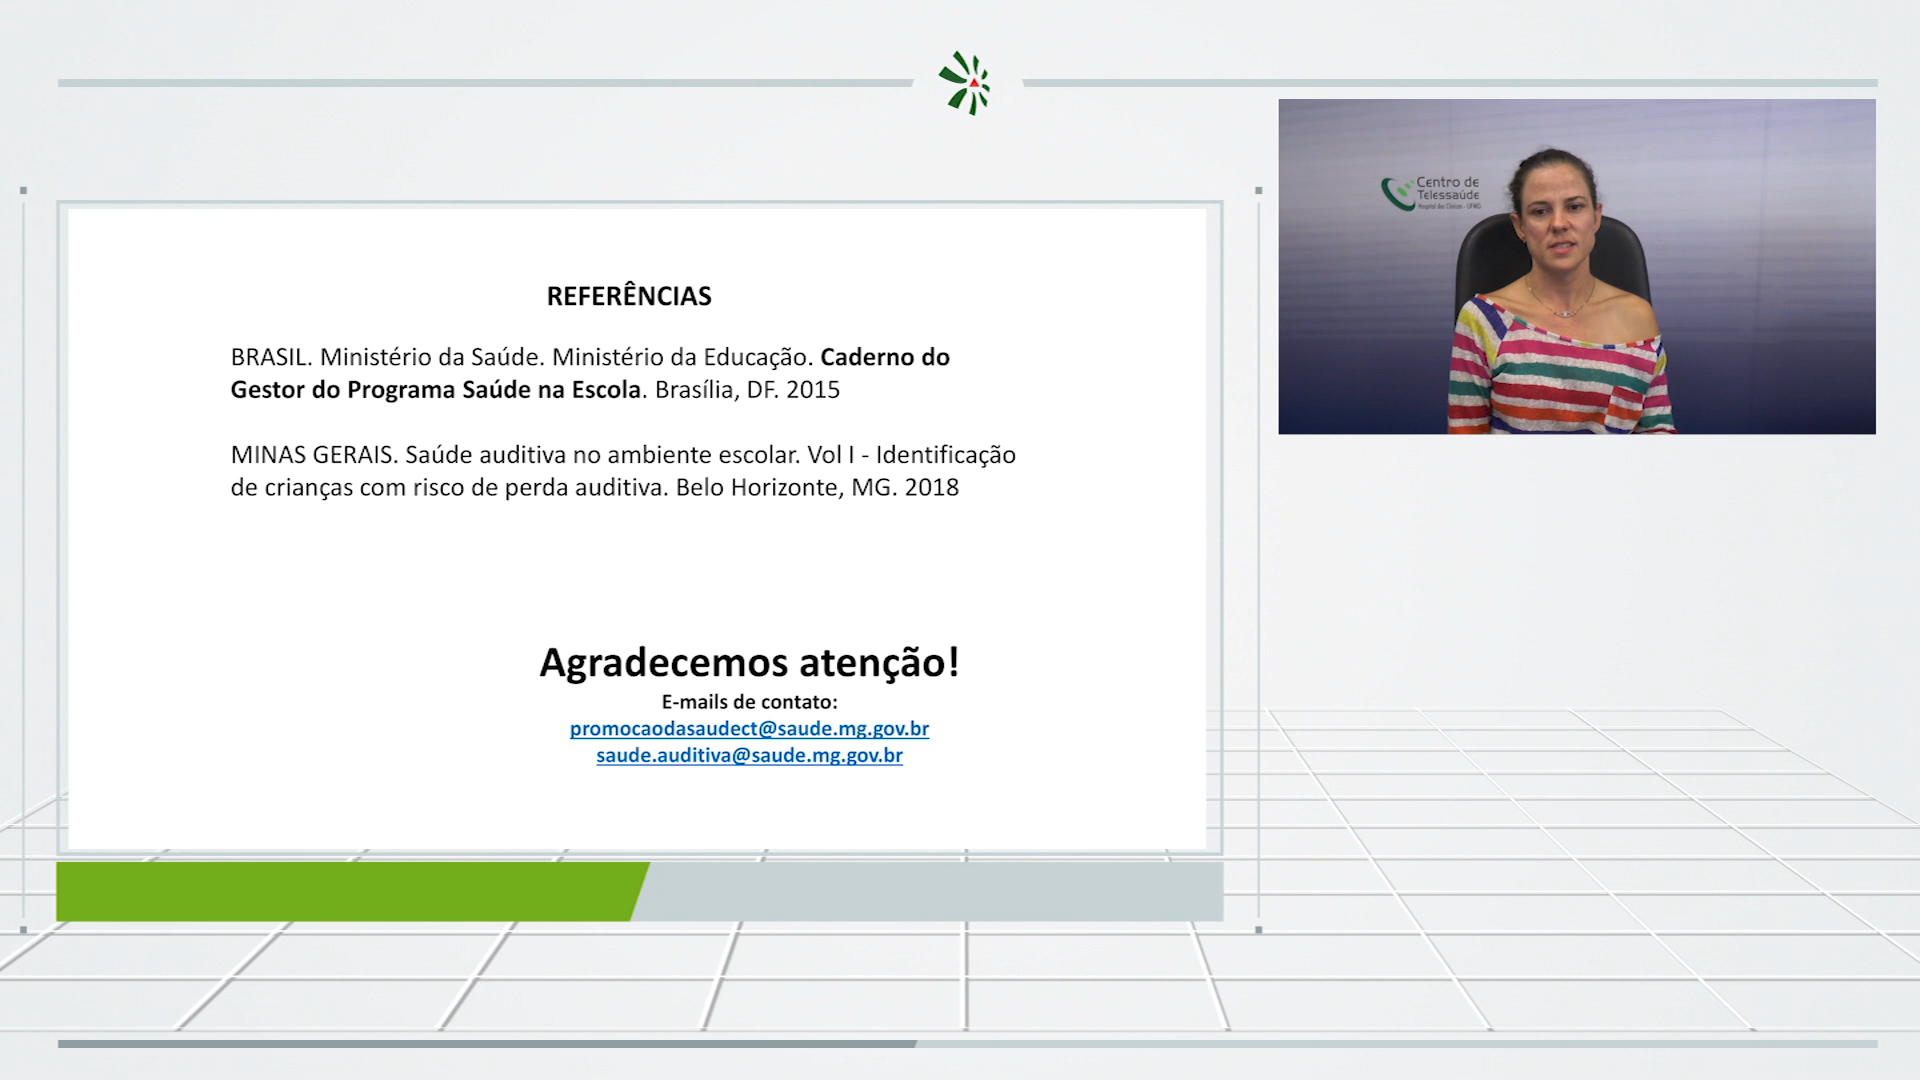 REFERÊNCIAS
BRASIL. Ministério da Saúde. Ministério da Educação. Caderno do
Gestor do Programa Saúde na Escola. Brasília, DF. 2015
MINAS GERAIS. Saúde auditiva no ambiente escolar. Vol I - Identificação
de crianças com risco de perda auditiva. Belo Horizonte, MG. 2018
Agradecemos atenção!
E-mails de contato:
promocaodasaudect@saude.mg.gov.br
saude.auditiva@saude.mg.gov.br
Centro de
Telessaúde
Hospital das Clínicas - UFMG